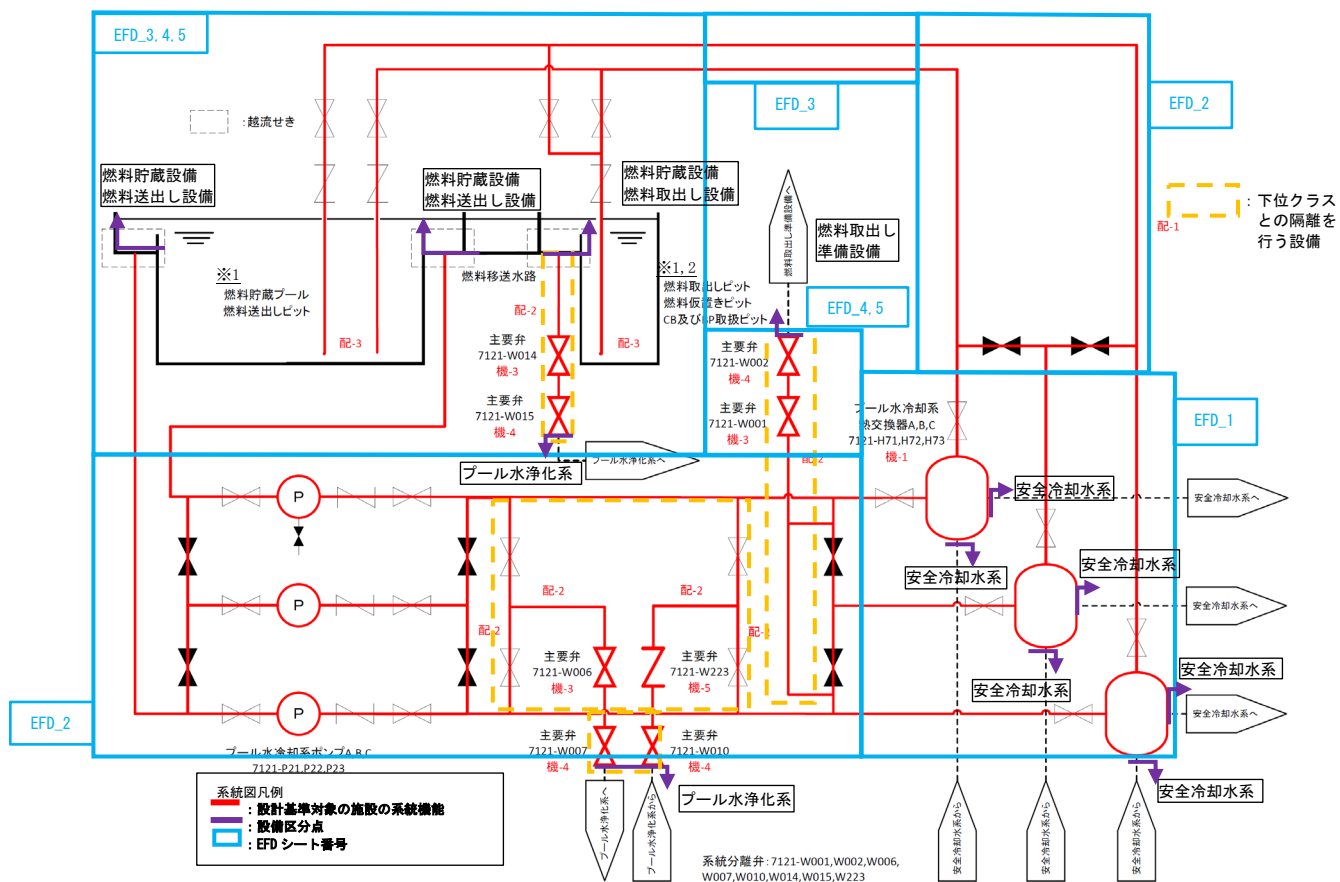 EFD_3, 4, 5
:越流せき
燃料貯蔵設備
燃料送出し設備
燃料貯蔵設備
燃料送出し設備
燃料貯蔵設備
燃料取出し設備
※1
燃料貯蔵プール
燃料送出しピット
配-3
燃料移送水路
配-2
主要弁
7121-W014
機-3
主要弁
7121-W015
機-4
※1,2
燃料取出しピット
燃料仮置きピット
CB及びBP取扱ピット
配-3
プール水浄化系
プール水浄化系へ
EFD_3
燃料取出し準備設備へ
燃料取出し
準備設備
EFD_4, 5
主要弁
7121-W002
機-4
主要弁
7121-W001
機-3
配-2
EFD_2
配-1
: 下位クラス
との隔離を
行う設備
EFD_1
プール水冷却系
熱交換器A,B,C
7121-H71,H72,H73
機-1
安全冷却水系
安全冷却水系へ
安全冷却水系
安全冷却水系
安全冷却水系へ
安全冷却水系
安全冷却水系
安全冷却水系へ
安全冷却水系
P
P
P
配-2
配-2
配-2
配-2
主要弁
7121-W006
機-3
主要弁
7121-W223
機-5
主要弁
7121-W007
機-4
主要弁
7121-W010
機-4
EFD_2
プール水冷却系ポンプA,B,C
7121-P21,P22,P23
プール水浄化系
プール水浄化系へ
プール水浄化系から
安全冷却水系から
安全冷却水系から
安全冷却水系から
系統図凡例
: 設計基準対象の施設の系統機能
: 設備区分点
: EFD シート番号
系統分離弁:7121-W001,W002,W006,
W007,W010,W014,W015,W223